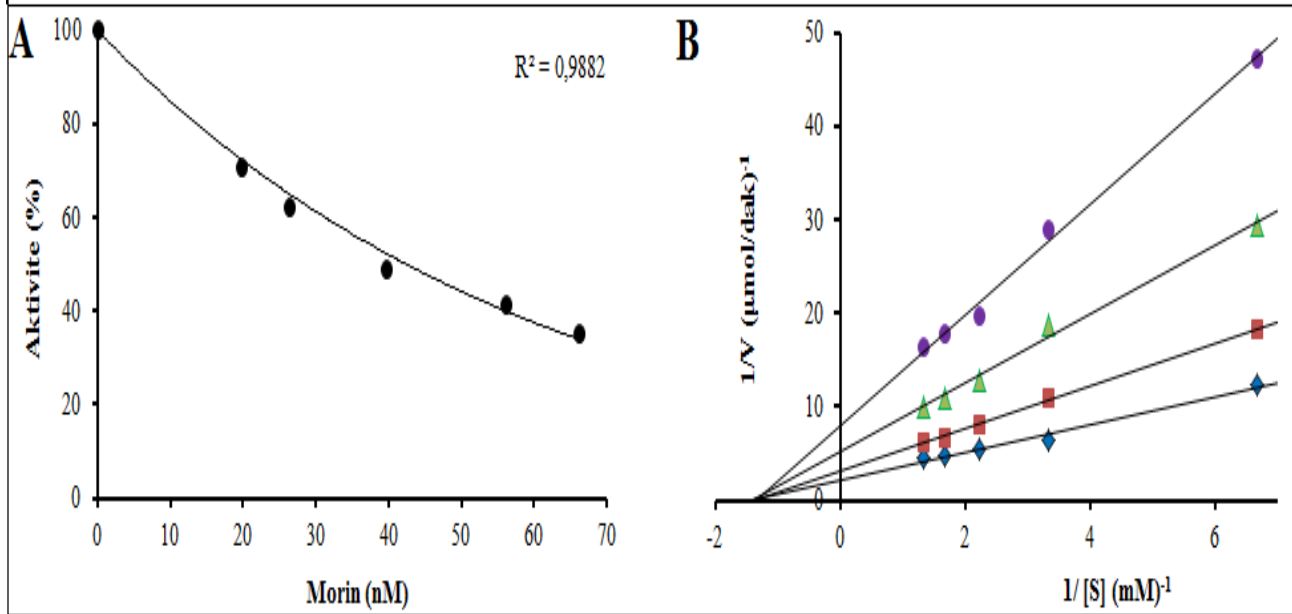 A
100
80
60
40
20
0
0 10 20 30 40 50 60 70
Aktivite (%)
Morin (nM)
R² = 0,9882
B
50
40
30
20
10
0
-2 0 2 4 6
1/V (µmol/dak)⁻¹
1/ [S] (mM)⁻¹